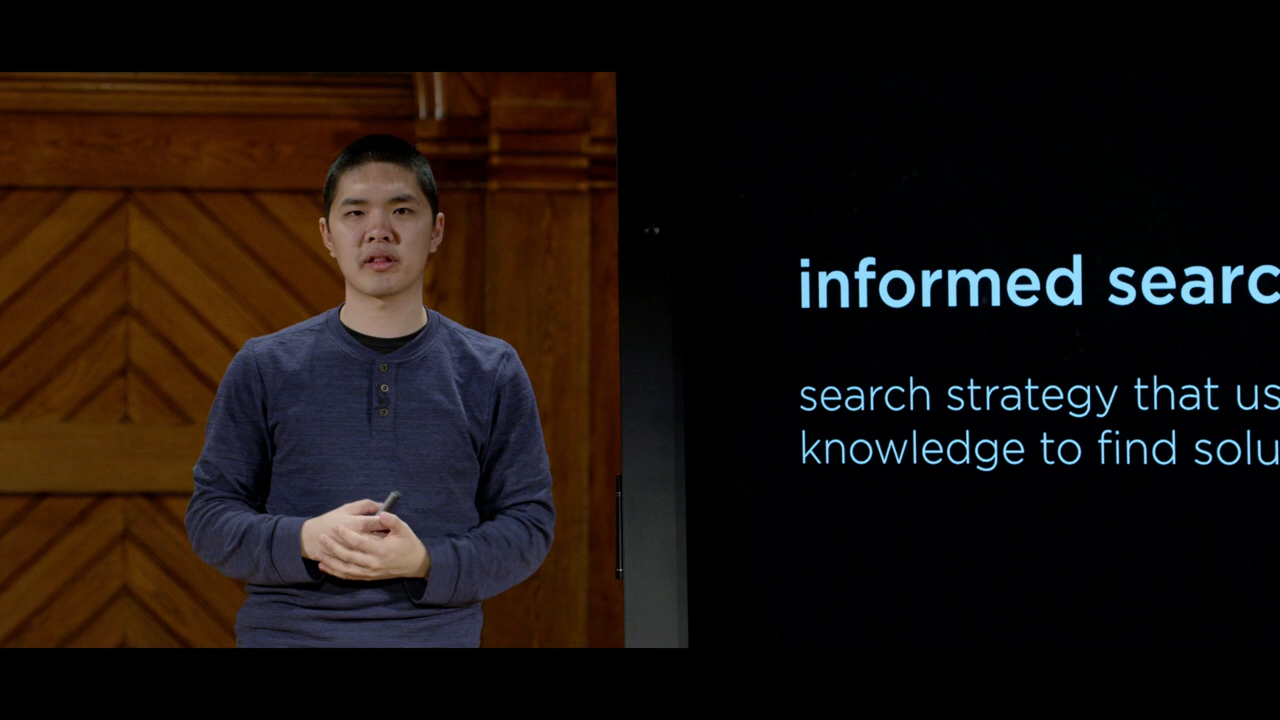 informed searc
search strategy that us
knowledge to find solu